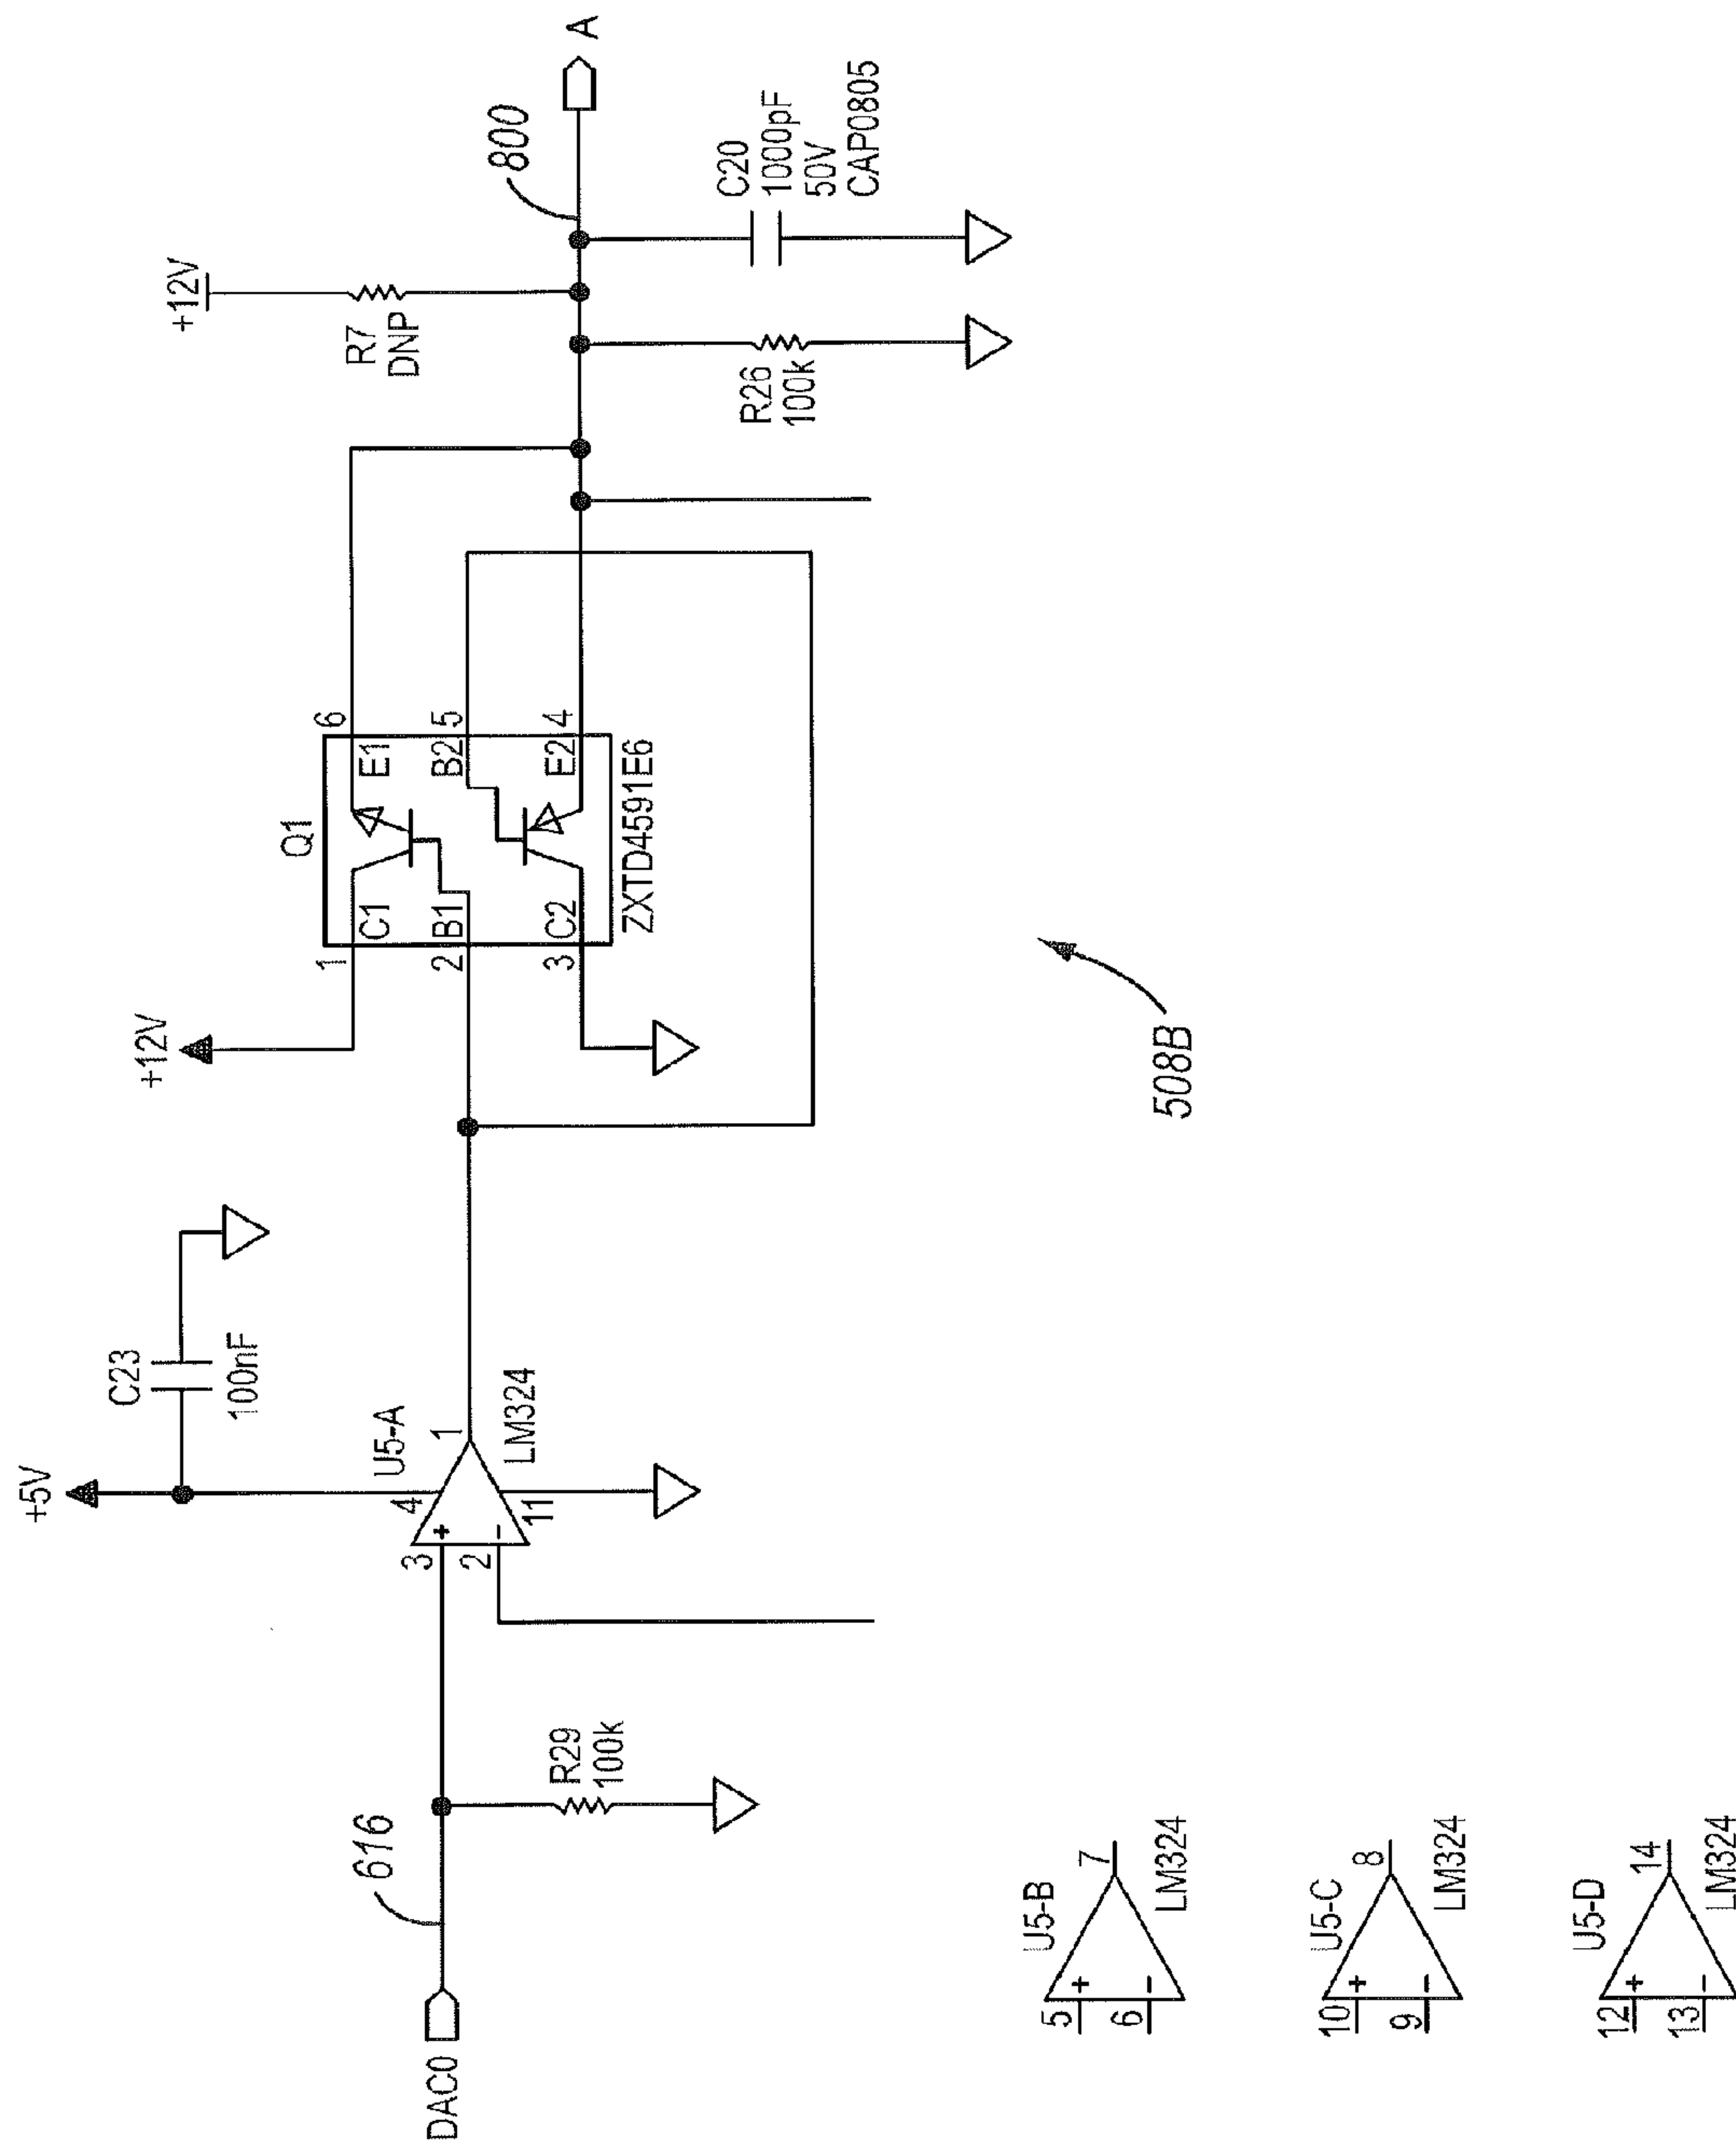 +5V
C23
100nF
+12V
+12V
R7
DNP
800
A
DAC0
616
R29
100k
3
2
+
-
4
11
U5-A
1
LM324
Q1
1
2
3
C1
B1
C2
E1
B2
E2
6
5
4
ZXTD4591E6
R26
100k
C20
1000pF
50V
CAP0805
508B
U5-B
5
6
+
-
7
LM324
U5-C
10
9
+
-
8
LM324
U5-D
12
13
+
-
14
LM324